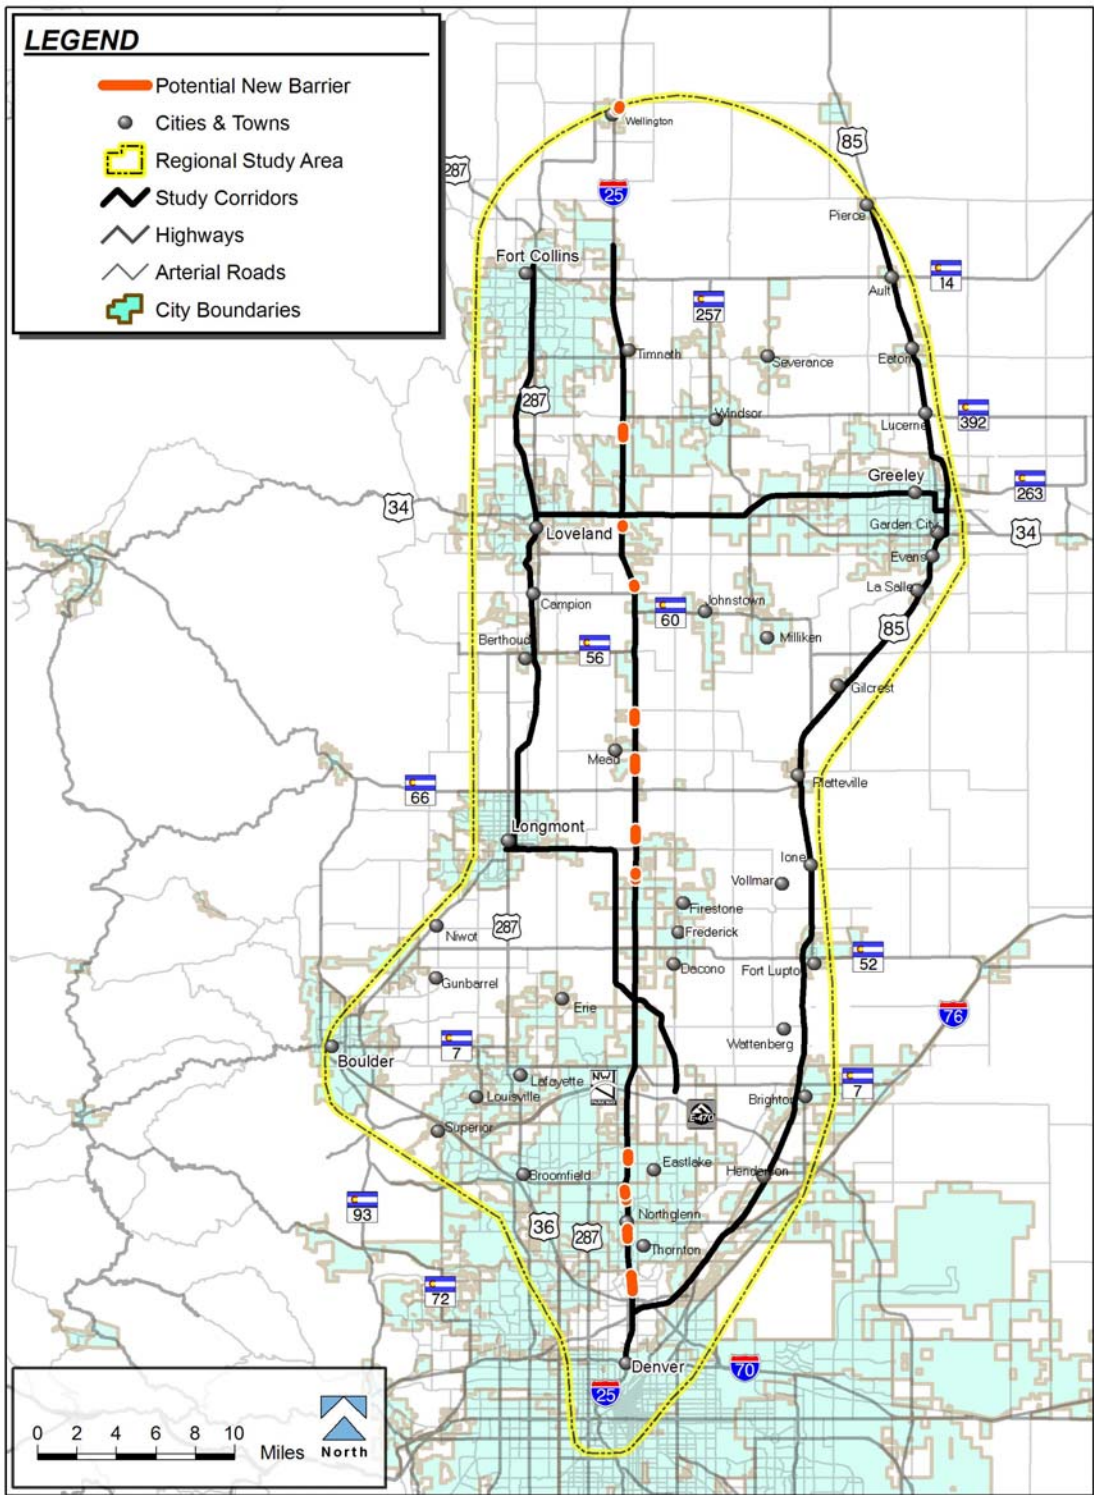 LEGEND
Potential New Barrier
Cities & Towns
Regional Study Area
Study Corridors
Highways
Arterial Roads
City Boundaries
Wellington
85
287
25
Pierce
Fort Collins
14
Ault
257
Timnath
Severance
Eaton
287
Windsor
392
Lucerne
Greeley
263
34
Garden City
34
Loveland
Evans
La Salle
Campion
60
Johnstown
85
Milliken
Berthoud
56
Gilcrest
Mead
Platteville
66
Longmont
Ione
Vollmar
Firestone
Niwot
287
Frederick
52
Dacono
Fort Lupto
Gunbarrel
Erie
76
Wattenberg
7
Boulder
Lafayette
NW
7
Louisville
Brighton
E-470
Superior
Eastlake
Broomfield
Henderson
93
36
Northglenn
287
Thornton
72
Denver
70
25
0 2 4 6 8 10
Miles
North